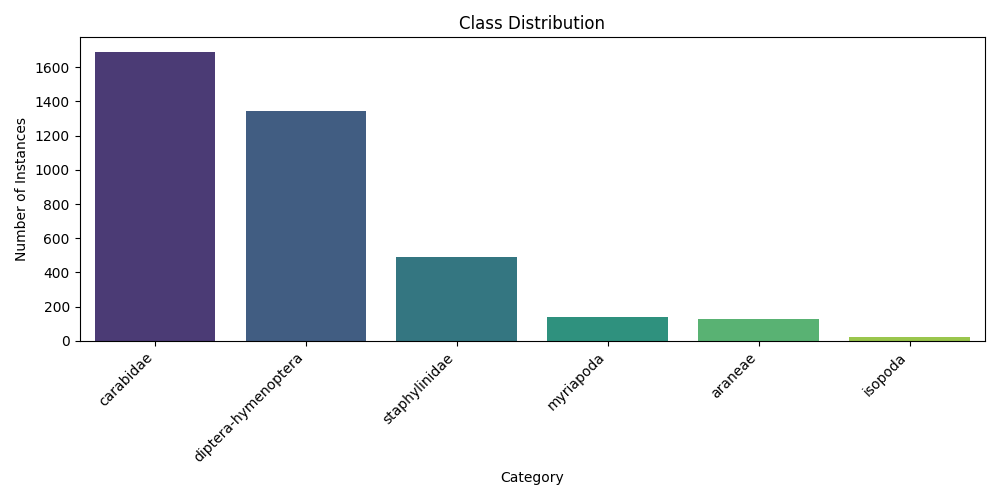 Class Distribution
Number of Instances
1600
1400
1200
1000
800
600
400
200
0
carabidae
diptera-hymenoptera
staphylinidae
myriapoda
araneae
isopoda
Category